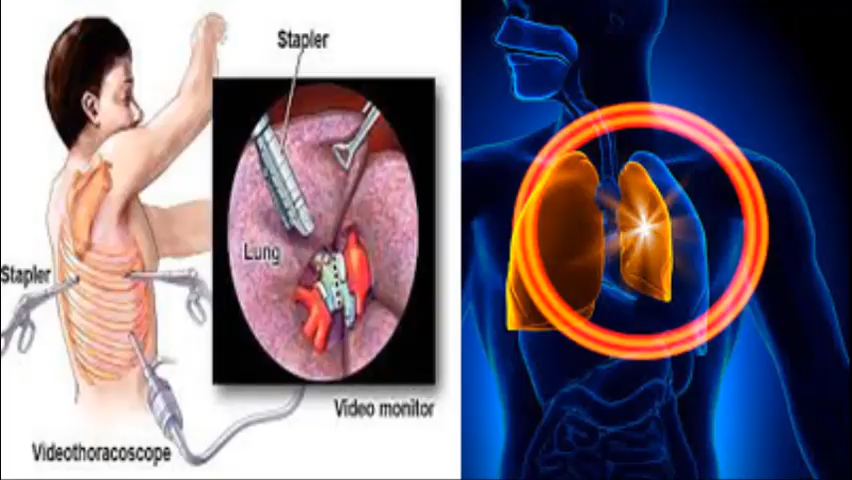 Stapler
Lung
Stapler
Video monitor
Videothoracoscope